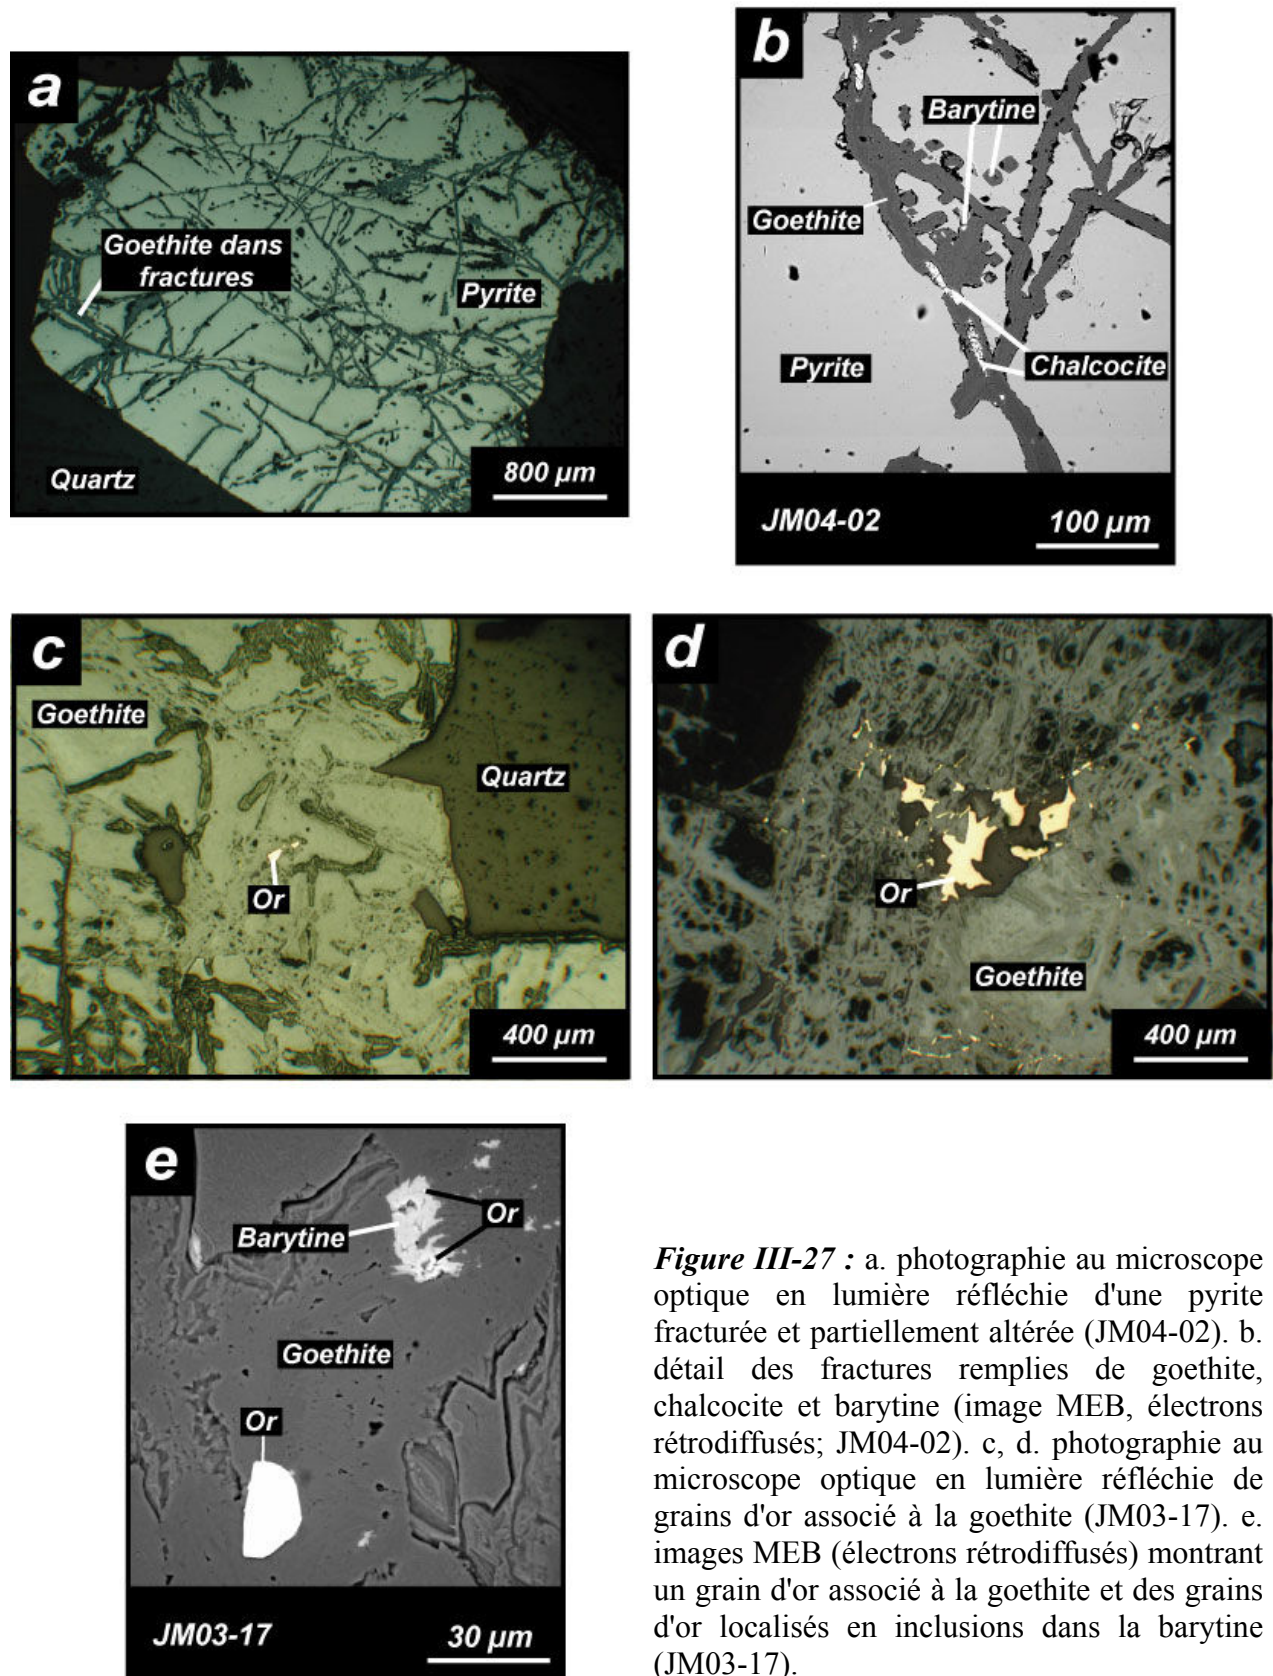 a
Goethite dans
fractures
Pyrite
Quartz
800 µm
b
Barytine
Goethite
Pyrite
Chalcocite
JM04-02
100 µm
c
Goethite
Quartz
Or
400 µm
d
Or
Goethite
400 µm
e
Barytine
Or
Goethite
Or
JM03-17
30 µm
Figure III-27 : a. photographie au microscope
optique en lumière réfléchie d'une pyrite
fracturée et partiellement altérée (JM04-02). b.
détail des fractures remplies de goethite,
chalcocite et barytine (image MEB, électrons
rétrodiffusés; JM04-02). c, d. photographie au
microscope optique en lumière réfléchie de
grains d'or associé à la goethite (JM03-17). e.
images MEB (électrons rétrodiffusés) montrant
un grain d'or associé à la goethite et des grains
d'or localisés en inclusions dans la barytine
(JM03-17).